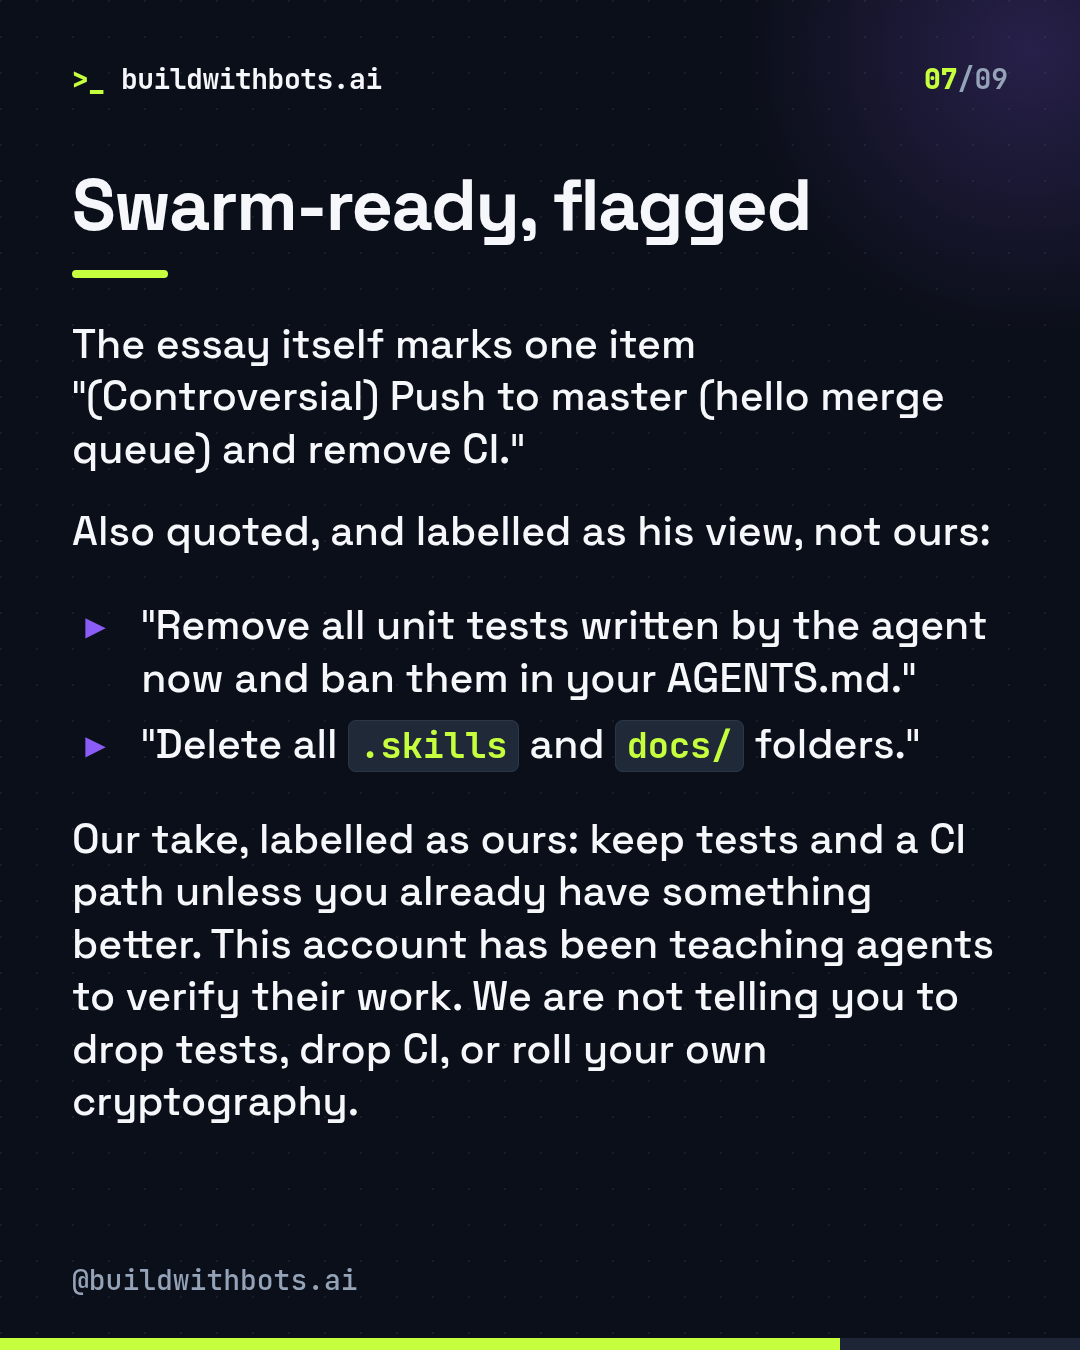 >_ buildwithbots.ai
07/09
Swarm-ready, flagged
The essay itself marks one item
"(Controversial) Push to master (hello merge
queue) and remove CI."
Also quoted, and labelled as his view, not ours:
▶ "Remove all unit tests written by the agent
now and ban them in your AGENTS.md."
▶ "Delete all .skills and docs/ folders."
Our take, labelled as ours: keep tests and a CI
path unless you already have something
better. This account has been teaching agents
to verify their work. We are not telling you to
drop tests, drop CI, or roll your own
cryptography.
@buildwithbots.ai